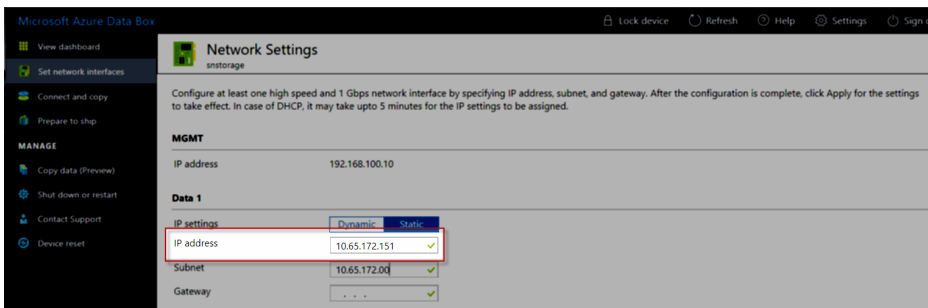 Microsoft Azure Data Box
Lock device Refresh Help Settings Sign
View dashboard
Set network interfaces
Connect and copy
Prepare to ship
MANAGE
Copy data (Preview)
Shut down or restart
Contact Support
Device reset
Network Settings
snstorage
Configure at least one high speed and 1 Gbps network interface by specifying IP address, subnet, and gateway. After the configuration is complete, click Apply for the settings
to take effect. In case of DHCP, it may take upto 5 minutes for the IP settings to be assigned.
MGMT
IP address 192.168.100.10
Data 1
IP settings Dynamic Static
IP address 10.65.172.151
Subnet 10.65.172.00
Gateway . . .